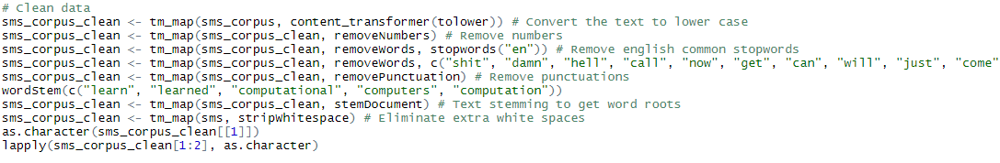 # Clean data
sms_corpus_clean <- tm_map(sms_corpus, content_transformer(tolower)) # Convert the text to lower case
sms_corpus_clean <- tm_map(sms_corpus_clean, removeNumbers) # Remove numbers
sms_corpus_clean <- tm_map(sms_corpus_clean, removeWords, stopwords("en")) # Remove english common stopwords
sms_corpus_clean <- tm_map(sms_corpus_clean, removeWords, c("shit", "damn", "hell", "call", "now", "get", "can", "will", "just", "come"
sms_corpus_clean <- tm_map(sms_corpus_clean, removePunctuation) # Remove punctuations
wordstem(c("learn", "learned", "computational", "computers", "computation"))
sms_corpus_clean <- tm_map(sms_corpus_clean, stemDocument) # Text stemming to get word roots
sms_corpus_clean <- tm_map(sms, stripWhitespace) # Eliminate extra white spaces
as.character(sms_corpus_clean[[1]])
lapply(sms_corpus_clean[1:2], as.character)